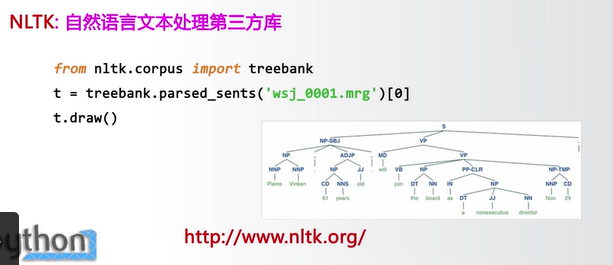 NLTK: 自然语言文本处理第三方库
from nltk.corpus import treebank
t = treebank.parsed_sents('wsj_0001.mrg')[0]
t.draw()
S
NP-SBJ VP
NP , ADJP , MD VP .
NNP NNP NP JJ will VB NP PP-CLR NP-TMP
Pierre Vinken CD NNS old join DT NN IN NP NNP CD
61 years the board as DT JJ NN Nov. 29
a nonexecutive director
ython
http://www.nltk.org/